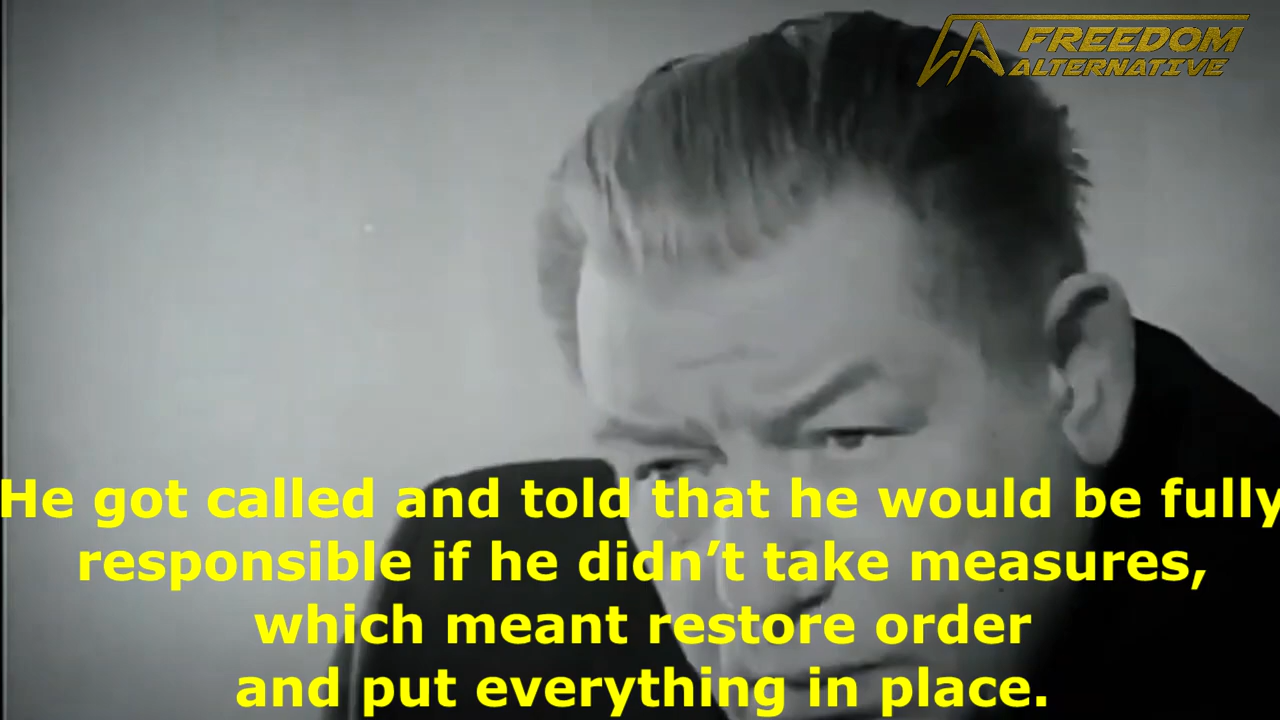 FREEDOM
ALTERNATIVE
He got called and told that he would be fully
responsible if he didn’t take measures,
which meant restore order
and put everything in place.